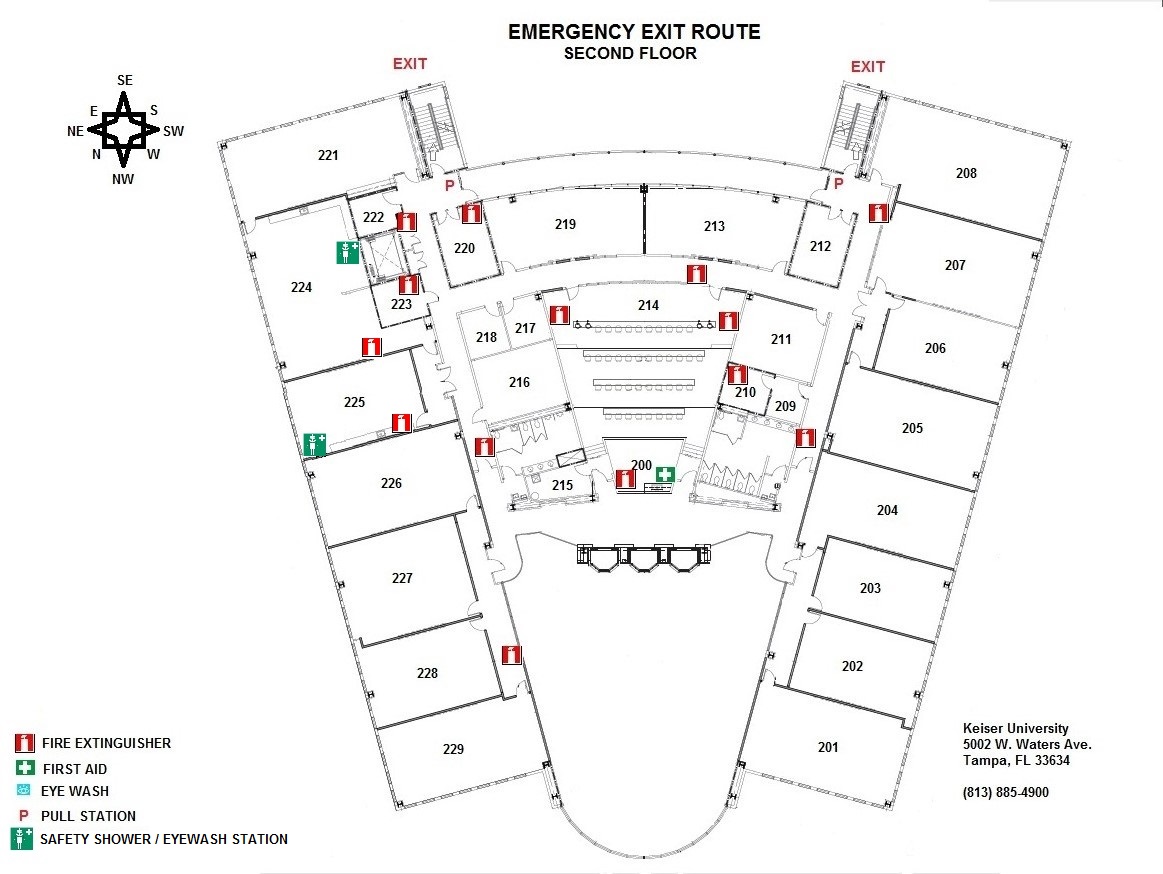 EMERGENCY EXIT ROUTE
SECOND FLOOR
EXIT
EXIT
SE
E
S
NE
SW
N
W
NW
221
208
P
P
222
220
219
213
212
207
224
223
214
218
217
211
206
216
225
210
209
205
200
226
215
204
227
203
228
202
229
201
FIRE EXTINGUISHER
FIRST AID
EYE WASH
P PULL STATION
SAFETY SHOWER / EYEWASH STATION
Keiser University
5002 W. Waters Ave.
Tampa, FL 33634
(813) 885-4900